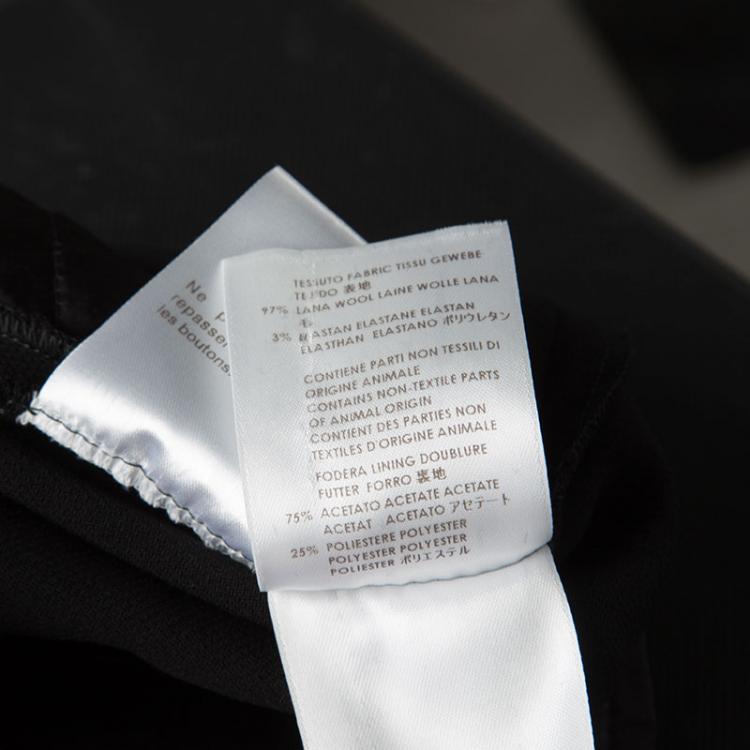 TESSUTO FABRIC TISSU GEWEBE
TEJIDO 表地
97% LANA WOOL LAINE WOLLE LANA
毛
3% ELASTAN ELASTANE ELASTAN
ELASTHAN ELASTANO ポリウレタン
CONTIENE PARTI NON TESSILI DI
ORIGINE ANIMALE
CONTAINS NON-TEXTILE PARTS
OF ANIMAL ORIGIN
CONTIENT DES PARTIES NON
TEXTILES D'ORIGINE ANIMALE
FODERA LINING DOUBLURE
FUTTER FORRO 裏地
75% ACETATO ACETATE ACETATE
ACETAT ACETATO アセテート
25% POLIESTERE POLYESTER
POLYESTER POLYESTER
POLIESTER ポリエステル
Ne
repasser
les boutons.